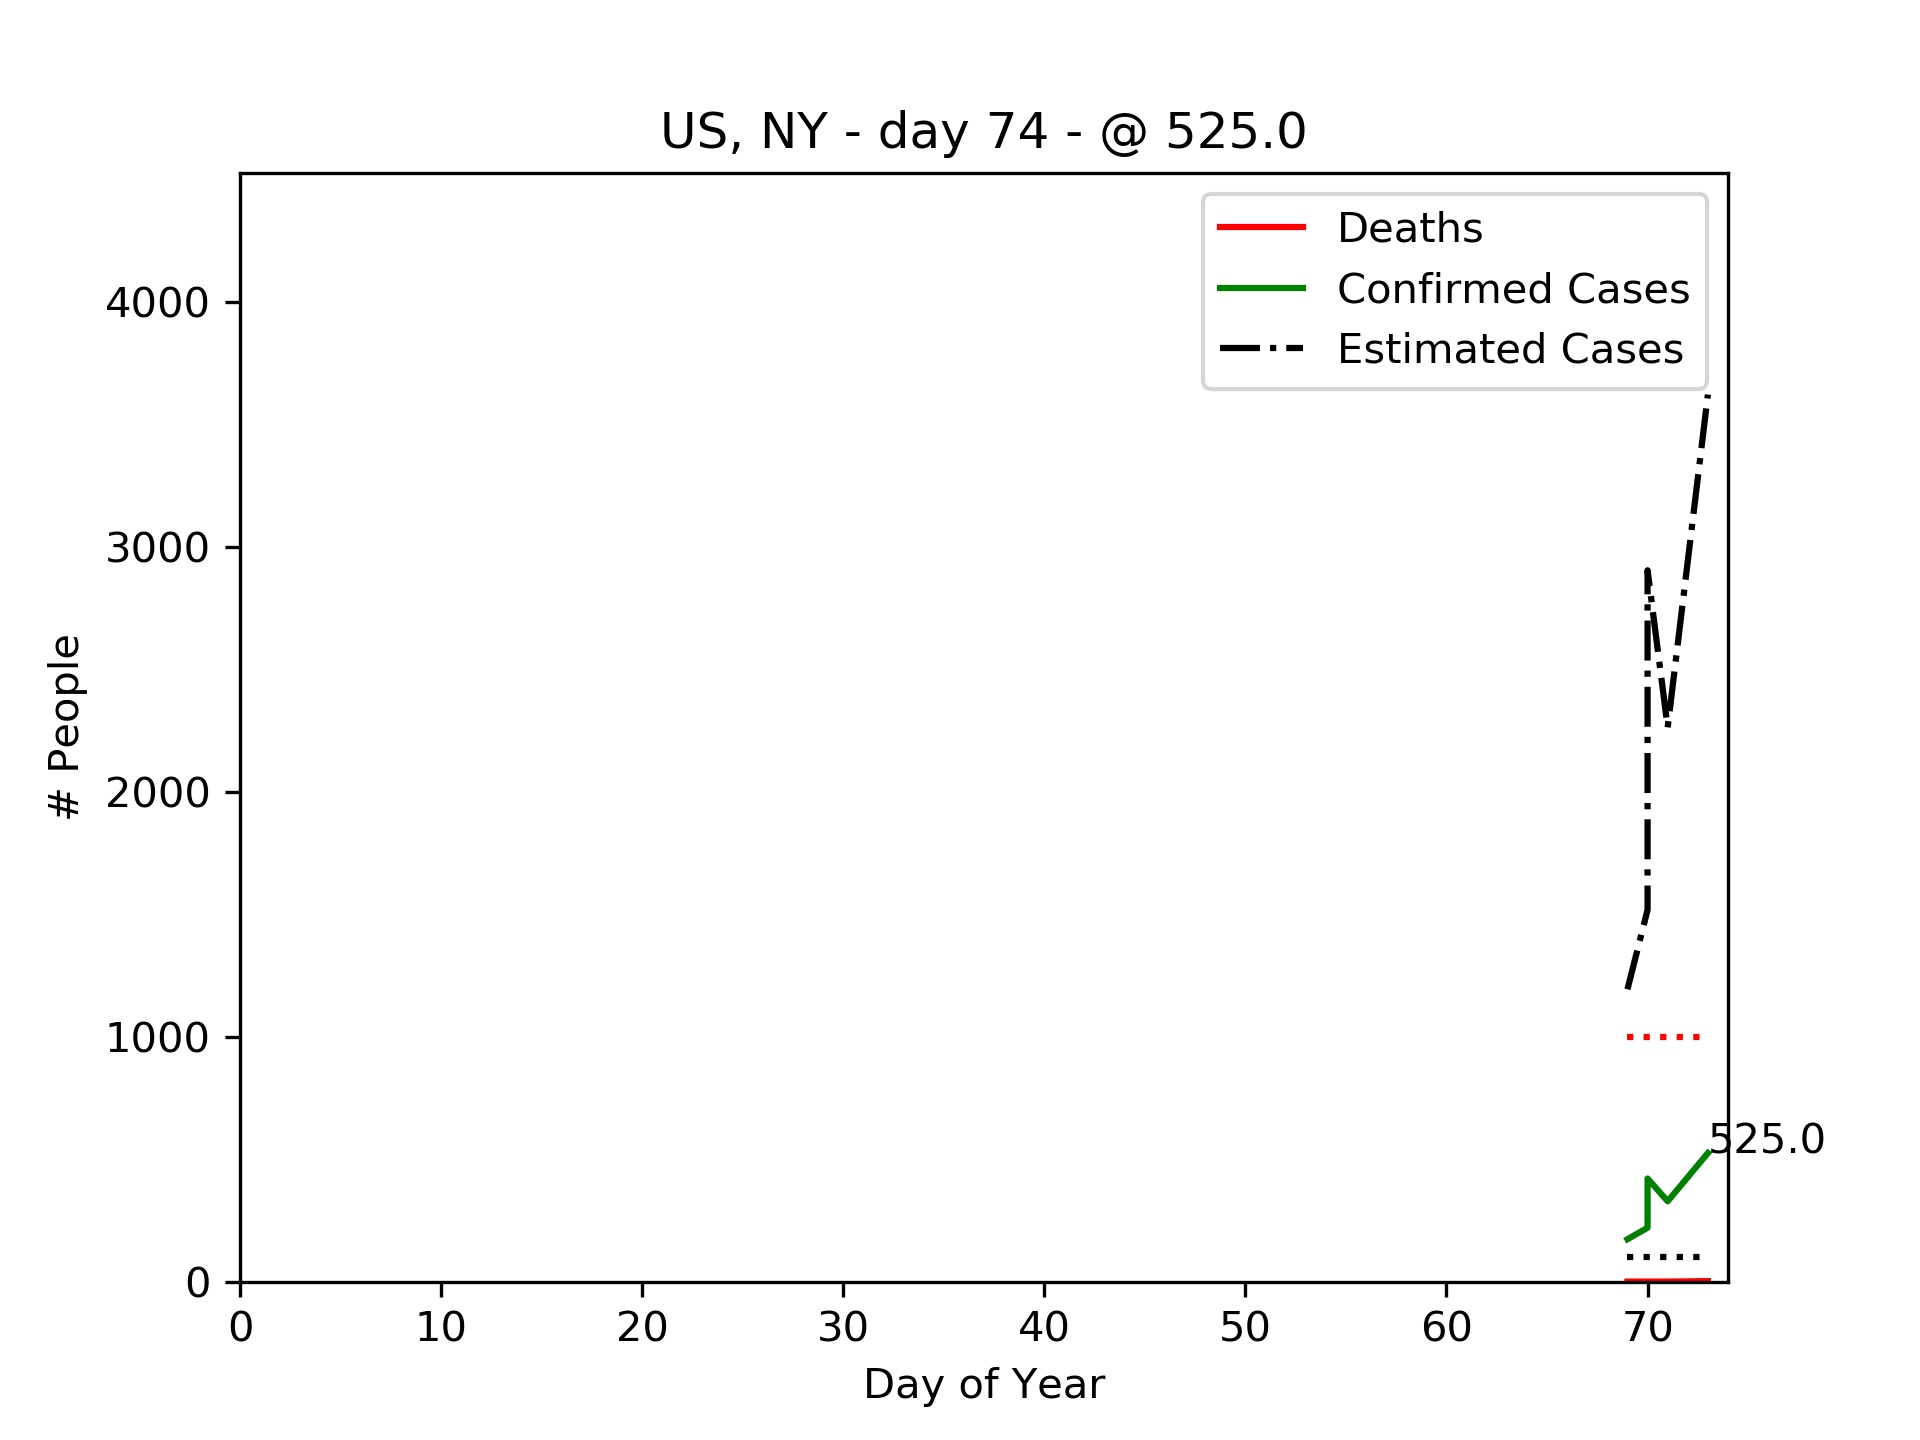 US, NY - day 74 - @ 525.0
Deaths
Confirmed Cases
Estimated Cases
4000
3000
2000
1000
0
# People
525.0
0 10 20 30 40 50 60 70
Day of Year